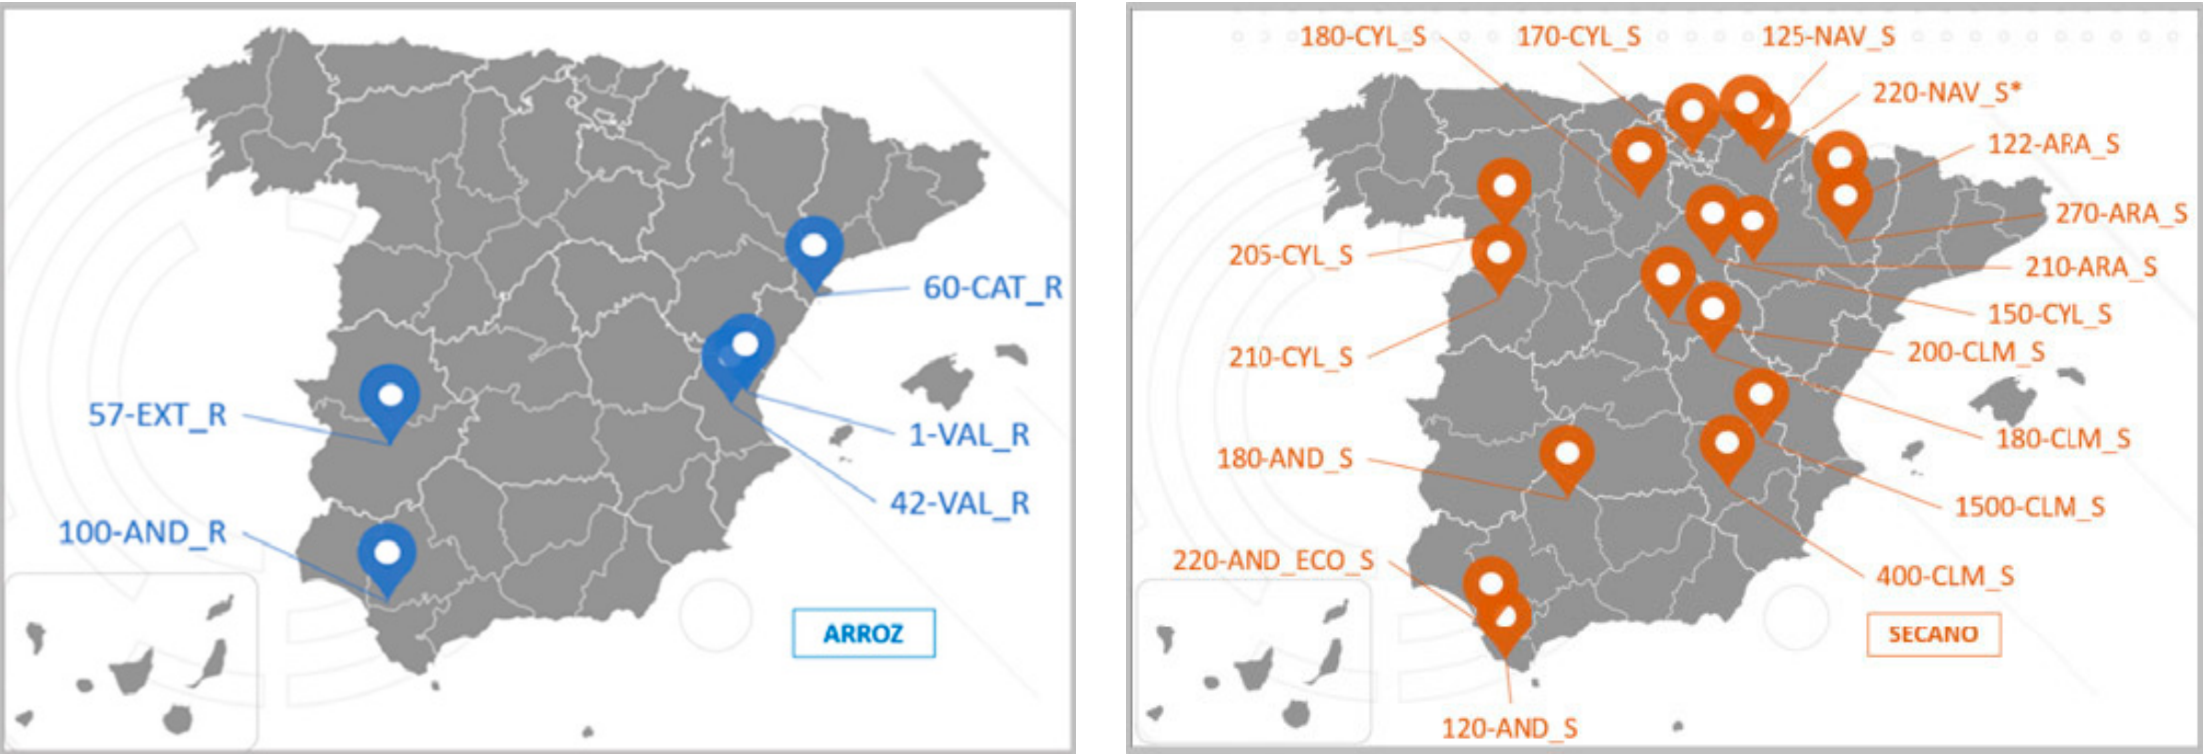 60-CAT_R
57-EXT_R
1-VAL_R
42-VAL_R
100-AND_R
ARROZ
180-CYL_S
170-CYL_S
125-NAV_S
220-NAV_S*
122-ARA_S
270-ARA_S
205-CYL_S
210-ARA_S
150-CYL_S
200-CLM_S
210-CYL_S
180-CLM_S
180-AND_S
1500-CLM_S
220-AND_ECO_S
400-CLM_S
SECANO
120-AND_S